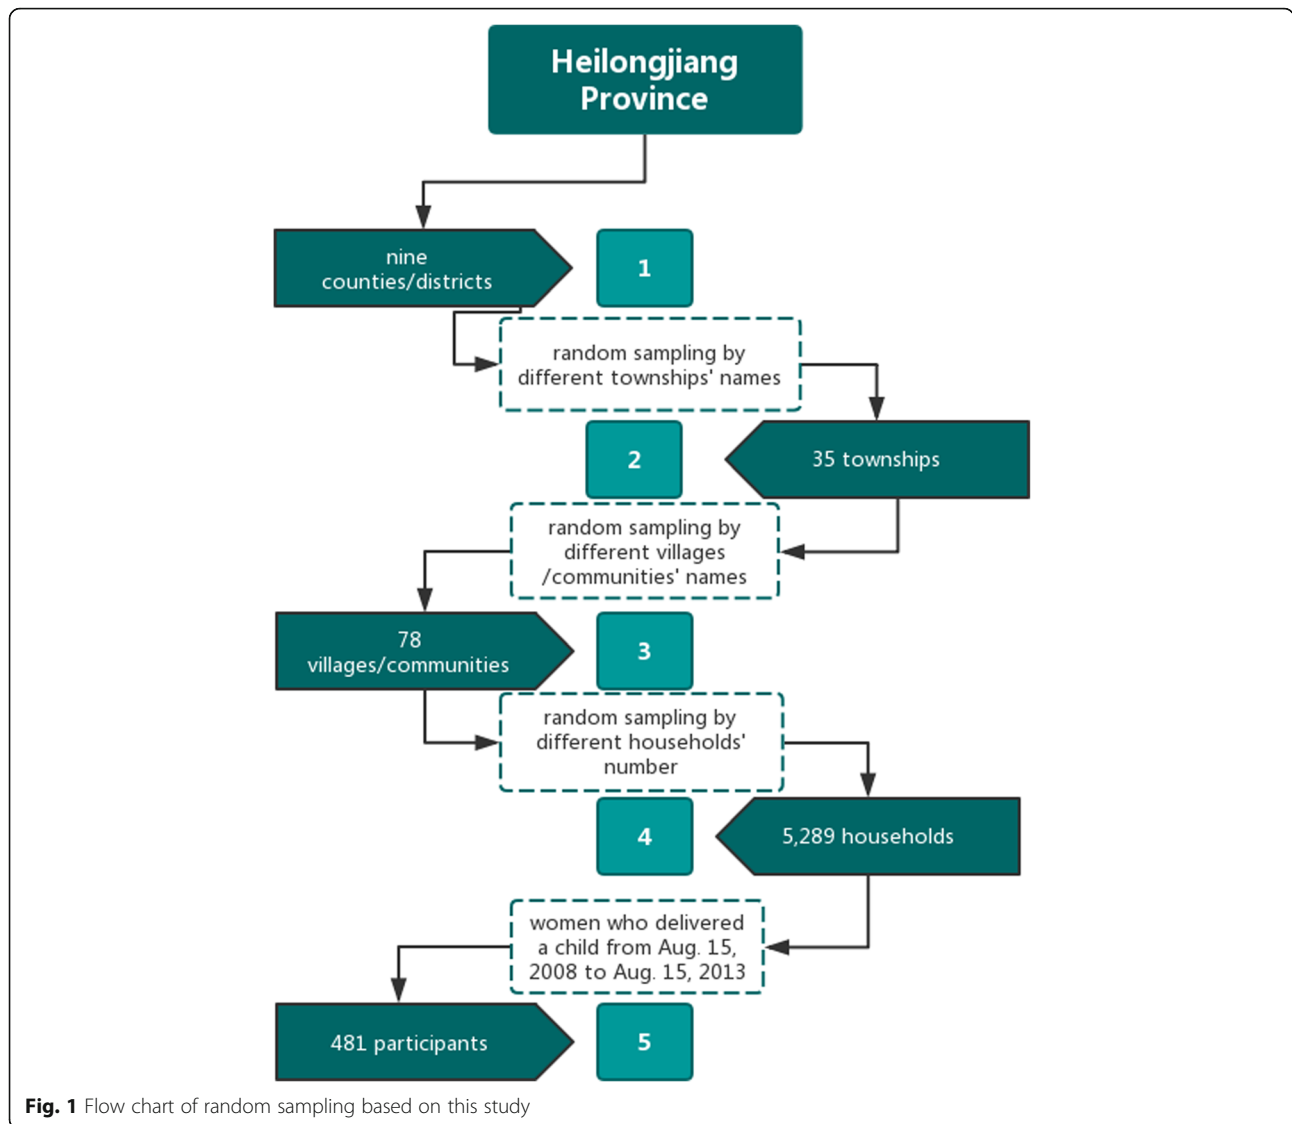 Heilongjiang
Province
nine
counties/districts
1
random sampling by
different townships' names
2
35 townships
random sampling by
different villages
/communities' names
78
villages/communities
3
random sampling by
different households'
number
4
5,289 households
women who delivered
a child from Aug. 15,
2008 to Aug. 15, 2013
481 participants
5
Fig. 1 Flow chart of random sampling based on this study